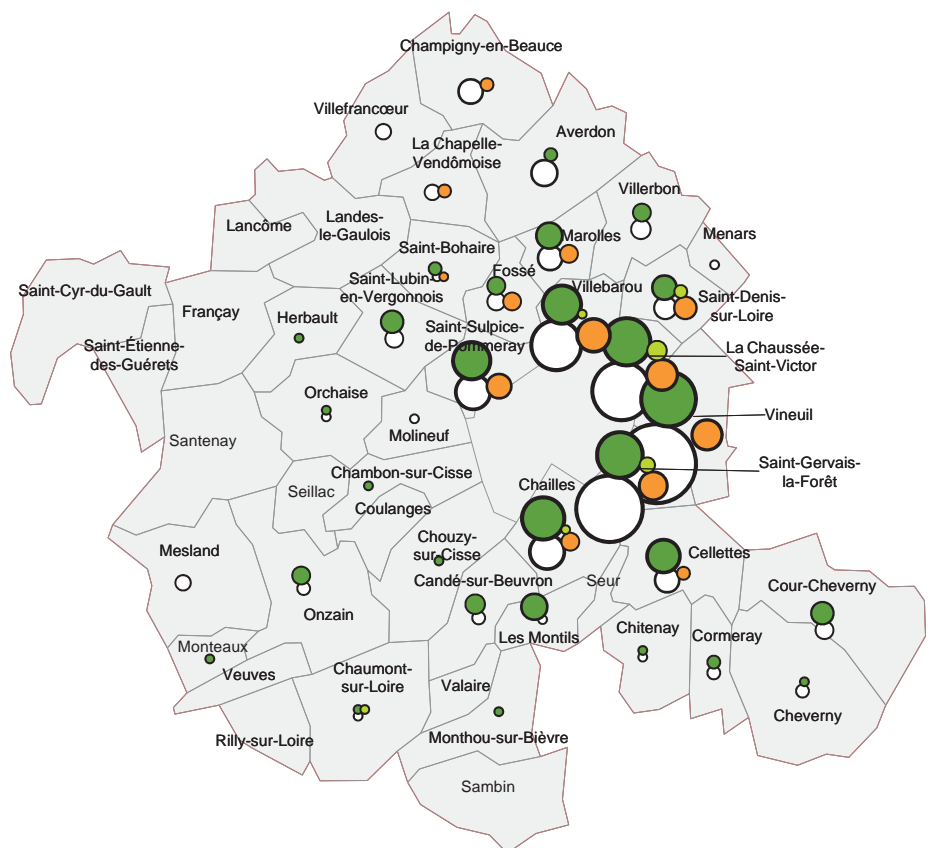 Champigny-en-Beauce
Villefrancœur
Averdon
La Chapelle-
Vendômoise
Villerbon
Lancôme
Landes-
le-Gaulois
Marolles
Menars
Saint-Bohaire
Fossé
Saint-Lubin-
en-Vergonnois
Villebarou
Saint-Cyr-du-Gault
Saint-Denis-
sur-Loire
Françay
Herbault
Saint-Sulpice-
de-Pommeray
Saint-Étienne-
des-Guérets
La Chaussée-
Saint-Victor
Orchaise
Vineuil
Molineuf
Santenay
Saint-Gervais-
la-Forêt
Chambon-sur-Cisse
Seillac
Chailles
Coulanges
Mesland
Chouzy-
sur-Cisse
Cellettes
Candé-sur-Beuvron
Seur
Cour-Cheverny
Onzain
Les Montils
Chitenay
Cormeray
Monteaux
Veuves
Chaumont-
sur-Loire
Valaire
Cheverny
Rilly-sur-Loire
Monthou-sur-Bièvre
Sambin